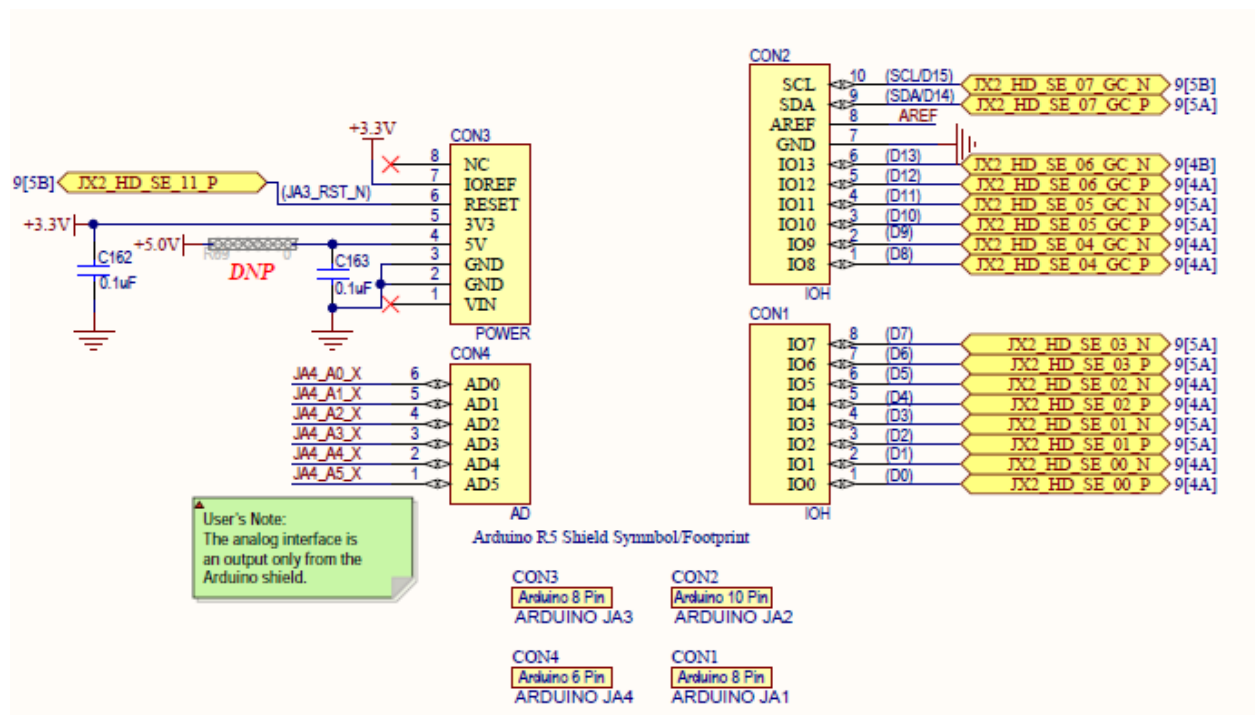 CON3
+3.3V
8 NC
7 IOREF
9[5B] JX2_HD_SE_11_P (JA3_RST_N) 6 RESET
+3.3V 5 3V3
+5.0V R69 0 4 5V
DNP
3 GND
2 GND
1 VIN
C162
0.1uF
C163
0.1uF
POWER
CON4
JA4_A0_X 6 AD0
JA4_A1_X 5 AD1
JA4_A2_X 4 AD2
JA4_A3_X 3 AD3
JA4_A4_X 2 AD4
JA4_A5_X 1 AD5
AD
User's Note:
The analog interface is
an output only from the
Arduino shield.
CON2
SCL 10 (SCL/D15) JX2_HD_SE_07_GC_N 9[5B]
SDA 9 (SDA/D14) JX2_HD_SE_07_GC_P 9[5A]
AREF 8 AREF
GND 7
IO13 6 (D13) JX2_HD_SE_06_GC_N 9[4B]
IO12 5 (D12) JX2_HD_SE_06_GC_P 9[4A]
IO11 4 (D11) JX2_HD_SE_05_GC_N 9[5A]
IO10 3 (D10) JX2_HD_SE_05_GC_P 9[5A]
IO9 2 (D9) JX2_HD_SE_04_GC_N 9[4A]
IO8 1 (D8) JX2_HD_SE_04_GC_P 9[4A]
IOH
CON1
IO7 8 (D7) JX2_HD_SE_03_N 9[5A]
IO6 7 (D6) JX2_HD_SE_03_P 9[5A]
IO5 6 (D5) JX2_HD_SE_02_N 9[4A]
IO4 5 (D4) JX2_HD_SE_02_P 9[4A]
IO3 4 (D3) JX2_HD_SE_01_N 9[5A]
IO2 3 (D2) JX2_HD_SE_01_P 9[5A]
IO1 2 (D1) JX2_HD_SE_00_N 9[4A]
IO0 1 (D0) JX2_HD_SE_00_P 9[4A]
IOH
Arduino R5 Shield Symnbol/Footprint
CON3
Arduino 8 Pin
ARDUINO JA3
CON2
Arduino 10 Pin
ARDUINO JA2
CON4
Arduino 6 Pin
ARDUINO JA4
CON1
Arduino 8 Pin
ARDUINO JA1